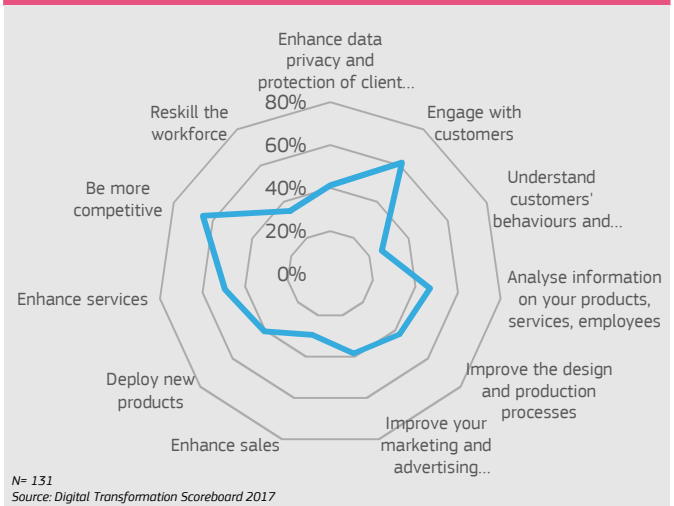 Enhance data
privacy and
protection of client...
80%
60%
40%
20%
0%
Engage with
customers
Understand
customers'
behaviours and...
Analyse information
on your products,
services, employees
Improve the design
and production
processes
Improve your
marketing and
advertising...
Enhance sales
Deploy new
products
Enhance services
Be more
competitive
Reskill the
workforce
N= 131
Source: Digital Transformation Scoreboard 2017